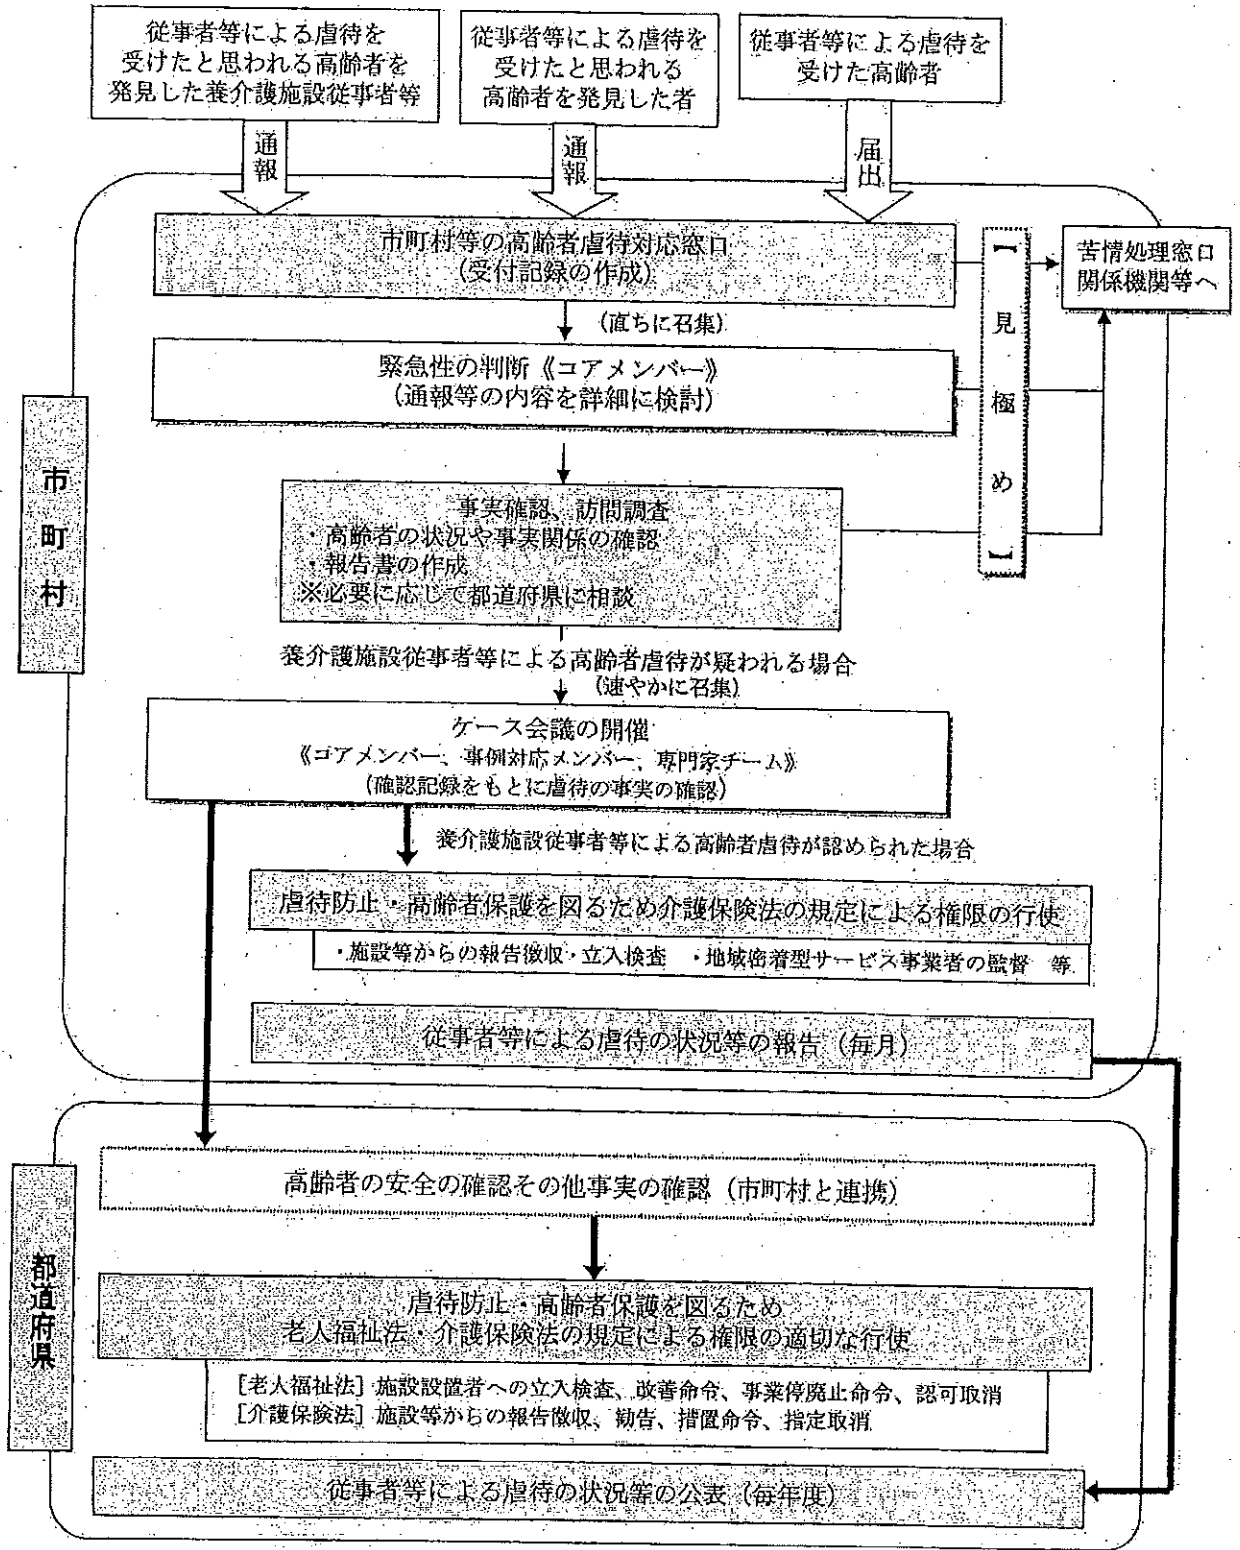 従事者等による虐待を
受けたと思われる高齢者を
発見した養介護施設従事者等
従事者等による虐待を
受けたと思われる
高齢者を発見した者
従事者等による虐待を
受けた高齢者
通報
通報
届出
市町村等の高齢者虐待対応窓口
(受付記録の作成)
苦情処理窓口
関係機関等へ
【見極め】
(直ちに召集)
緊急性の判断《コアメンバー》
(通報等の内容を詳細に検討)
市町村
事実確認、訪問調査
・高齢者の状況や事実関係の確認
・報告書の作成
※必要に応じて都道府県に相談
養介護施設従事者等による高齢者虐待が疑われる場合
(速やかに召集)
ケース会議の開催
《コアメンバー、事例対応メンバー、専門家チーム》
(確認記録をもとに虐待の事実の確認)
養介護施設従事者等による高齢者虐待が認められた場合
虐待防止・高齢者保護を図るため介護保険法の規定による権限の行使
・施設等からの報告徴収・立入検査 ・地域密着型サービス事業者の監督 等
従事者等による虐待の状況等の報告(毎月)
都道府県
高齢者の安全の確認その他事実の確認(市町村と連携)
虐待防止・高齢者保護を図るため
老人福祉法・介護保険法の規定による権限の適切な行使
[老人福祉法] 施設設置者への立入検査、改善命令、事業停廃止命令、認可取消
[介護保険法] 施設等からの報告徴収、勧告、措置命令、指定取消
従事者等による虐待の状況等の公表(毎年度)